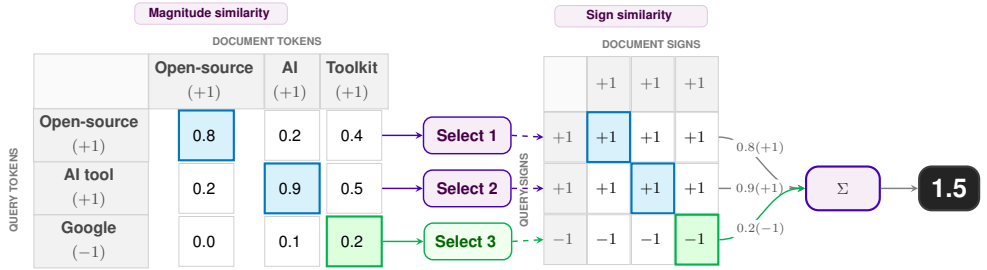 Magnitude similarity
Sign similarity
DOCUMENT TOKENS
DOCUMENT SIGNS
Open-source AI Toolkit
(+1) (+1) (+1)
+1 +1 +1
QUERY TOKENS
Open-source
(+1)
0.8 0.2 0.4
Select 1
+1 +1 +1 +1
0.8(+1)
AI tool
(+1)
0.2 0.9 0.5
Select 2
QUERY SIGNS
+1 +1 +1 +1
0.9(+1)
Σ
1.5
Google
(−1)
0.0 0.1 0.2
Select 3
−1 −1 −1 −1
0.2(−1)